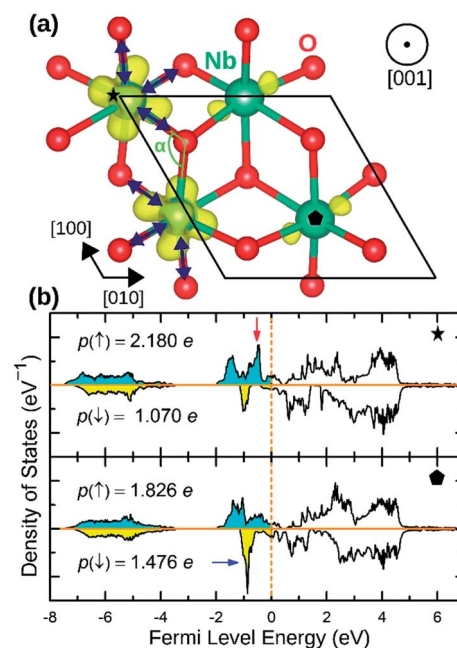 (a)
Nb
O
[001]
α
[100]
[010]
(b)
Density of States (eV⁻¹)
p(↑) = 2.180 e
p(↓) = 1.070 e
p(↑) = 1.826 e
p(↓) = 1.476 e
-8 -6 -4 -2 0 2 4 6
Fermi Level Energy (eV)